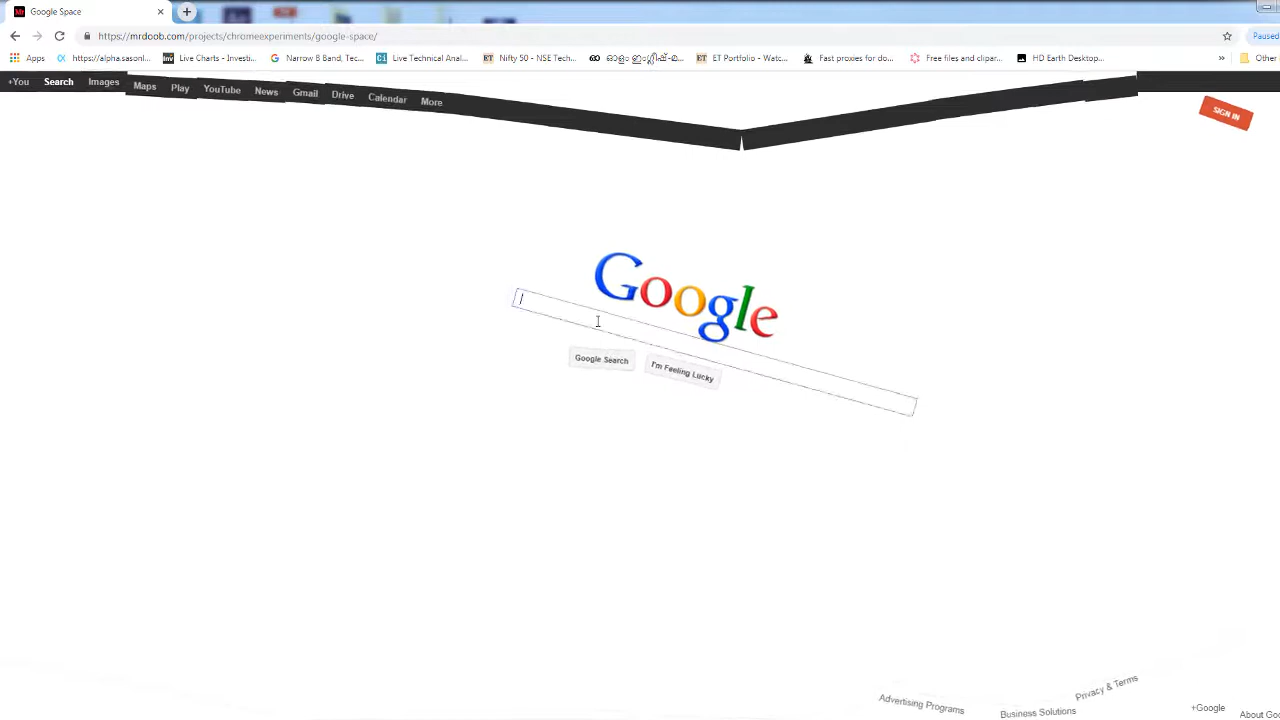 Google Space
https://mrdoob.com/projects/chromeexperiments/google-space/
Paused
Apps
https://alpha.sasonli...
Live Charts - Investi...
Narrow B Band, Tec...
Live Technical Anal...
Nifty 50 - NSE Tech...
ET Portfolio - Watc...
Fast proxies for do...
Free files and clipar...
HD Earth Desktop...
»
Other
+You Search Images Maps Play YouTube News Gmail Drive Calendar More
SIGN IN
Google
Google Search
I'm Feeling Lucky
Advertising Programs
Business Solutions
Privacy & Terms
+Google
About Goo